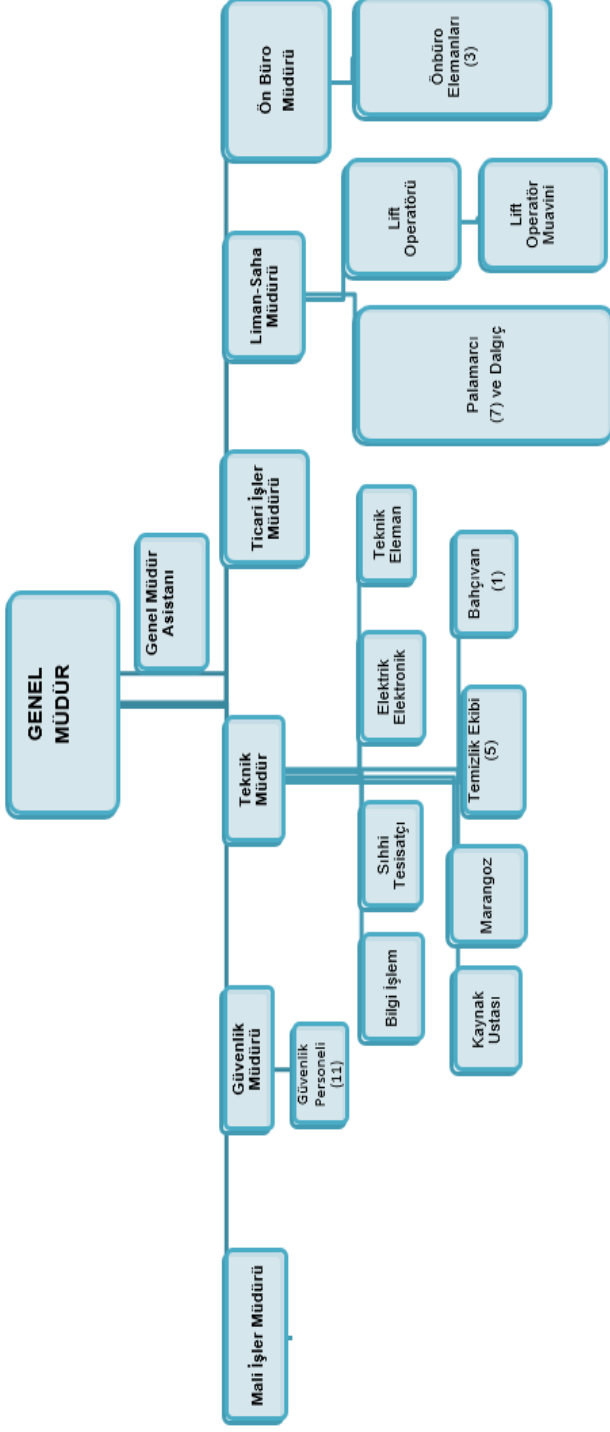 GENEL
MÜDÜR
Genel Müdür
Asistanı
Mali İşler Müdürü
Güvenlik
Müdürü
Teknik
Müdür
Ticari İşler
Müdürü
Liman-Saha
Müdürü
Ön Büro
Müdürü
Güvenlik
Personeli
(11)
Bilgi İşlem
Sıhhi
Tesisatçı
Elektrik
Elektronik
Teknik
Eleman
Kaynak
Ustası
Marangoz
Temizlik Ekibi
(5)
Bahçıvan
(1)
Palamarcı
(7) ve Dalgıç
Lift
Operatörü
Lift
Operatör
Muavini
Önbüro
Elemanları
(3)